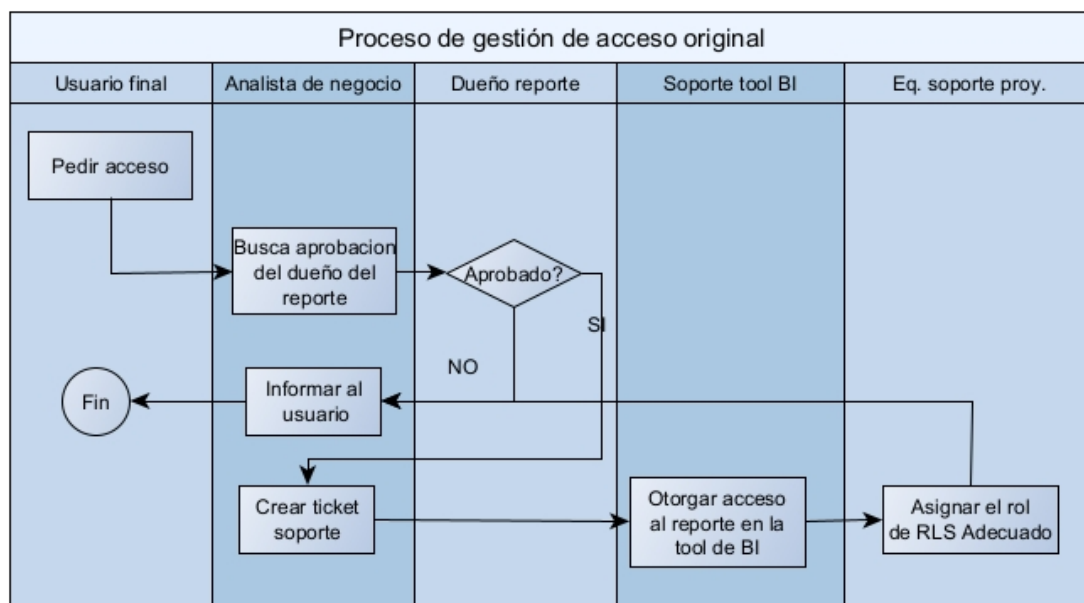 Proceso de gestión de acceso original
Usuario final
Analista de negocio
Dueño reporte
Soporte tool BI
Eq. soporte proy.
Pedir acceso
Busca aprobacion
del dueño del
reporte
Aprobado?
SI
NO
Informar al
usuario
Fin
Crear ticket
soporte
Otorgar acceso
al reporte en la
tool de BI
Asignar el rol
de RLS Adecuado